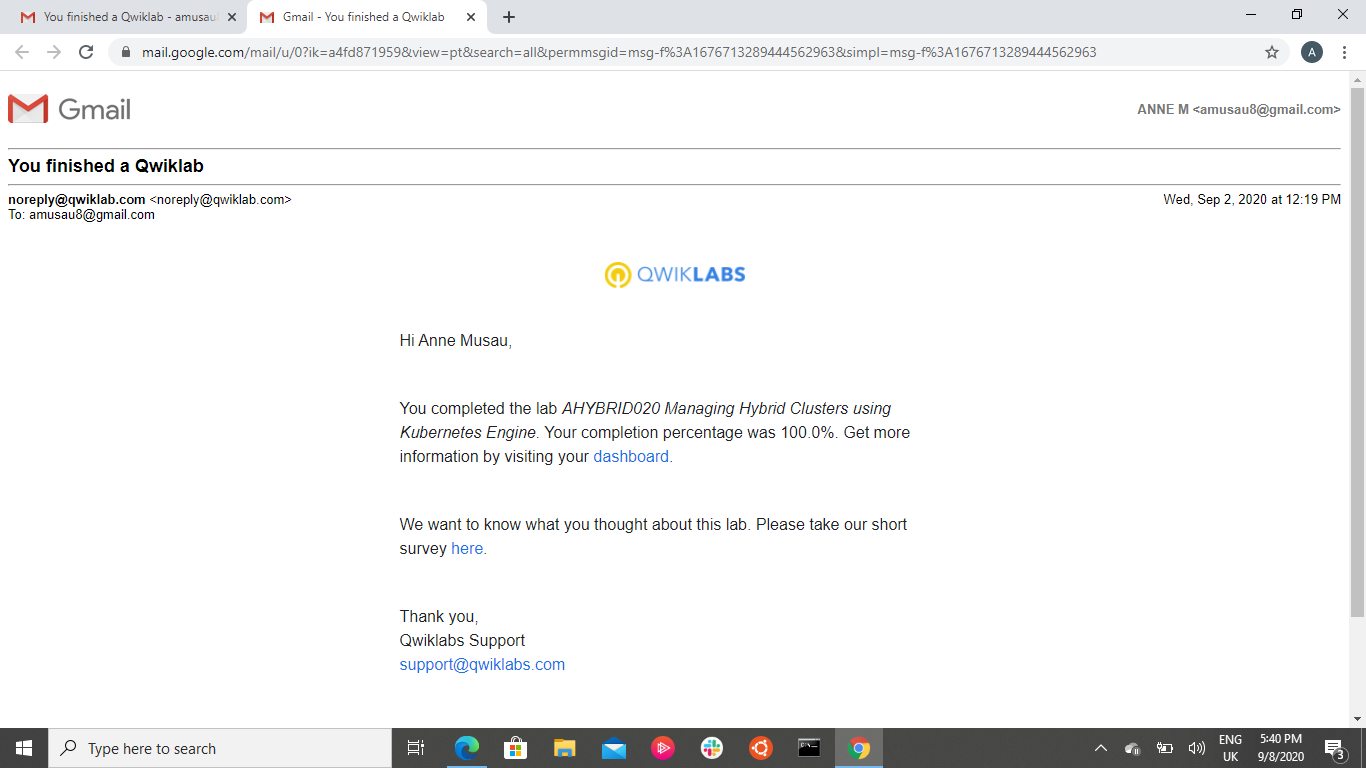 You finished a Qwiklab - amusau
Gmail - You finished a Qwiklab
mail.google.com/mail/u/0?ik=a4fd871959&view=pt&search=all&permmsgid=msg-f%3A1676713289444562963&simpl=msg-f%3A1676713289444562963
A
Gmail
ANNE M <amusau8@gmail.com>
You finished a Qwiklab
noreply@qwiklab.com <noreply@qwiklab.com>
Wed, Sep 2, 2020 at 12:19 PM
To: amusau8@gmail.com
QWIKLABS
Hi Anne Musau,
You completed the lab AHYBRID020 Managing Hybrid Clusters using
Kubernetes Engine. Your completion percentage was 100.0%. Get more
information by visiting your dashboard.
We want to know what you thought about this lab. Please take our short
survey here.
Thank you,
Qwiklabs Support
support@qwiklabs.com
Type here to search
ENG
UK
5:40 PM
9/8/2020
3